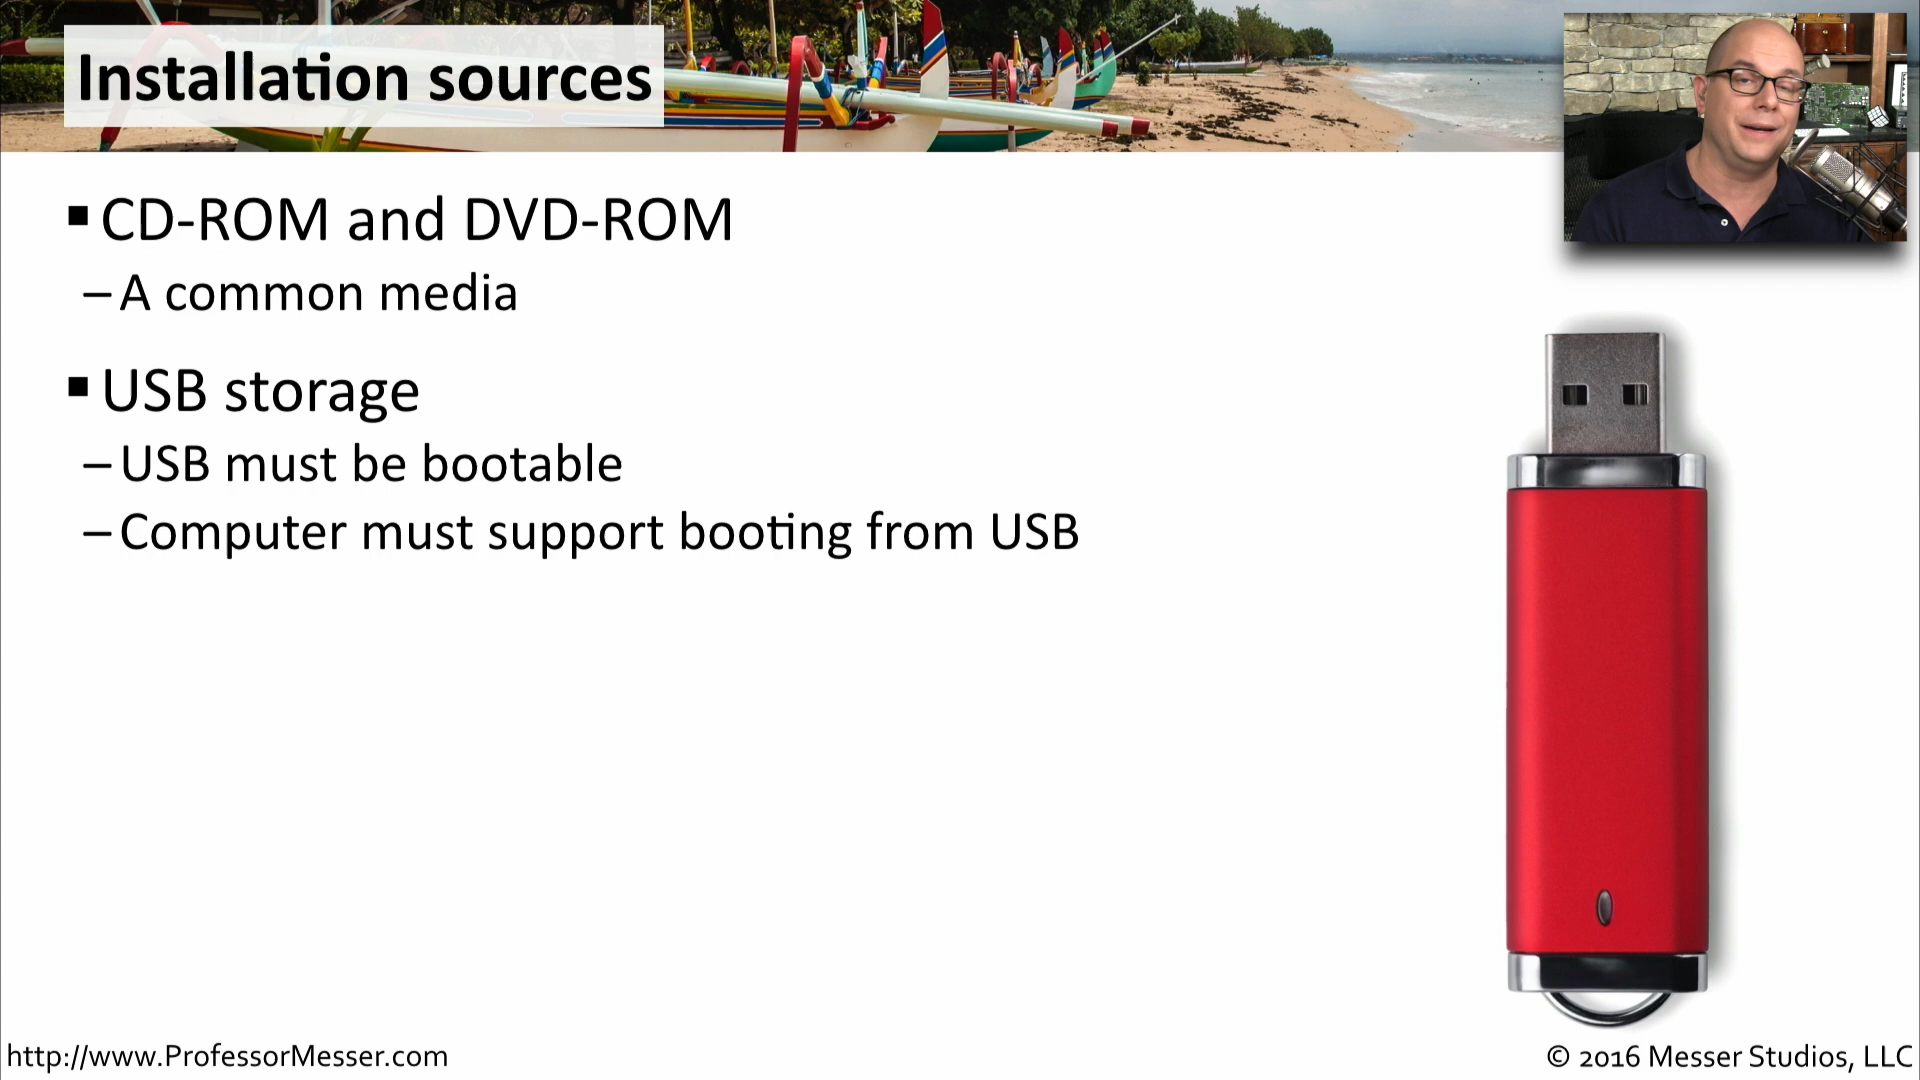 Installation sources
▪ CD-ROM and DVD-ROM
– A common media
▪ USB storage
– USB must be bootable
– Computer must support booting from USB
http://www.ProfessorMesser.com
© 2016 Messer Studios, LLC